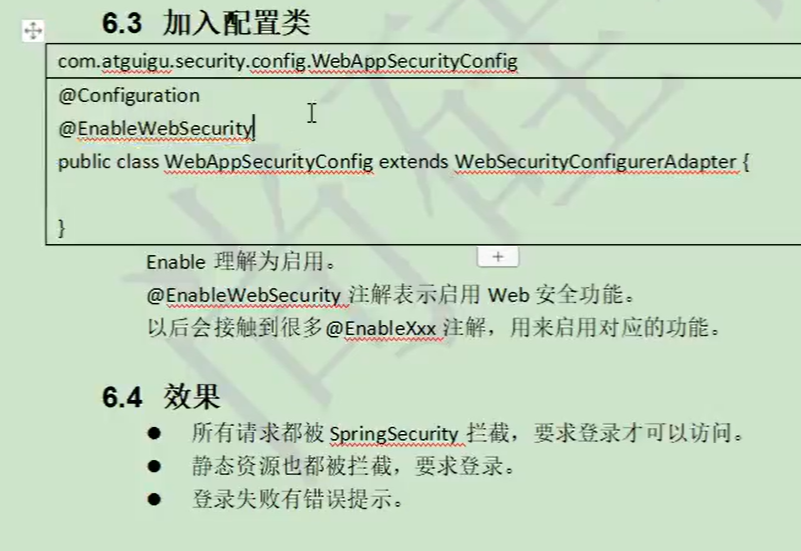 6.3 加入配置类
com.atguigu.security.config.WebAppSecurityConfig
@Configuration
@EnableWebSecurity
public class WebAppSecurityConfig extends WebSecurityConfigurerAdapter {
}
Enable 理解为启用。
@EnableWebSecurity 注解表示启用 Web 安全功能。
以后会接触到很多@EnableXxx 注解，用来启用对应的功能。
6.4 效果
● 所有请求都被 SpringSecurity 拦截，要求登录才可以访问。
● 静态资源也都被拦截，要求登录。
● 登录失败有错误提示。